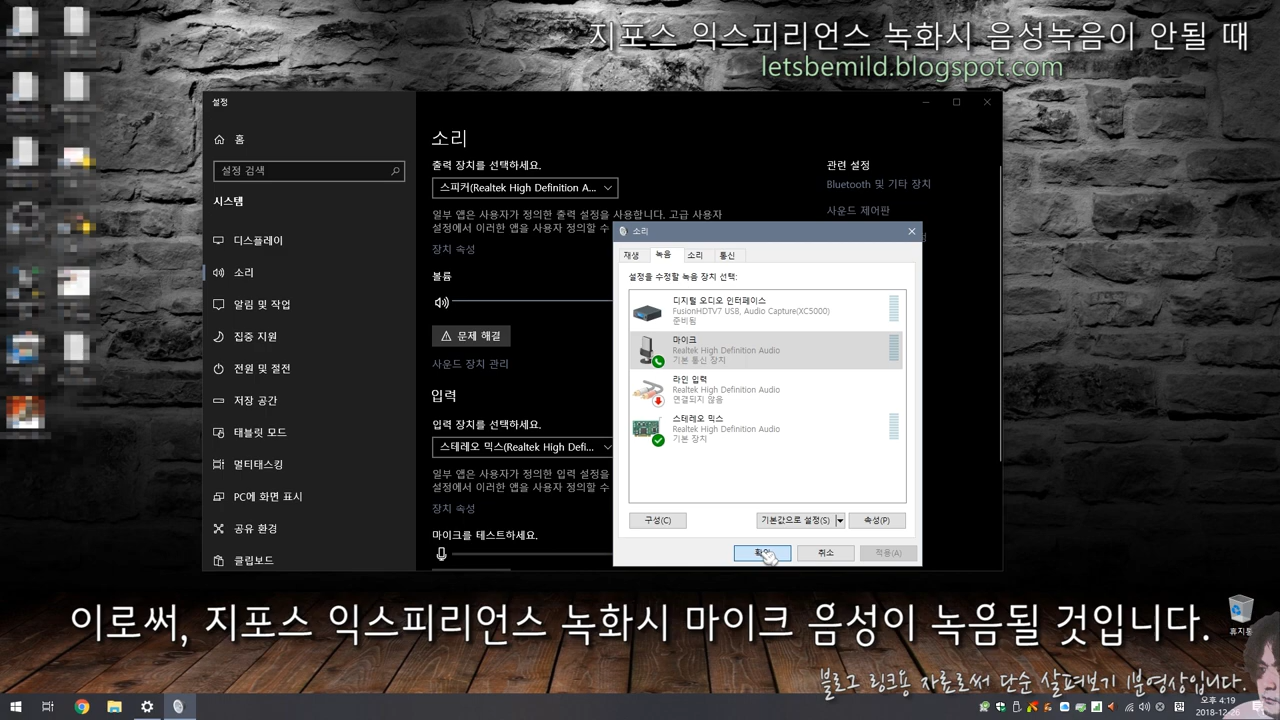 지포스 익스피리언스 녹화시 음성녹음이 안될 때
letsbemild.blogspot.com
설정
홈
설정 검색
시스템
디스플레이
소리
알림 및 작업
집중 지원
전원 및 절전
저장 공간
태블릿 모드
멀티태스킹
PC에 화면 표시
공유 환경
클립보드
소리
출력 장치를 선택하세요.
스피커(Realtek High Definition A...
일부 앱은 사용자가 정의한 출력 설정을 사용합니다. 고급 사용자
설정에서 이러한 앱을 사용자 정의할 수
장치 속성
볼륨
문제 해결
사운드 장치 관리
입력
입력 장치를 선택하세요.
스테레오 믹스(Realtek High Defi...
일부 앱은 사용자가 정의한 입력 설정을
설정에서 이러한 앱을 사용자 정의할 수
장치 속성
마이크를 테스트하세요.
관련 설정
Bluetooth 및 기타 장치
사운드 제어판
소리
재생 녹음 소리 통신
설정을 수정할 녹음 장치 선택:
디지털 오디오 인터페이스
FusionHDTV7 USB, Audio Capture(XC5000)
준비됨
마이크
Realtek High Definition Audio
기본 통신 장치
라인 입력
Realtek High Definition Audio
연결되지 않음
스테레오 믹스
Realtek High Definition Audio
기본 장치
구성(C) 기본값으로 설정(S) 속성(P)
취소 적용(A)
이로써, 지포스 익스피리언스 녹화시 마이크 음성이 녹음될 것입니다.
휴지통
블로그 링크용 자료로써 단순 살펴보기 1분영상입니다.
오후 4:19
2018-12-26